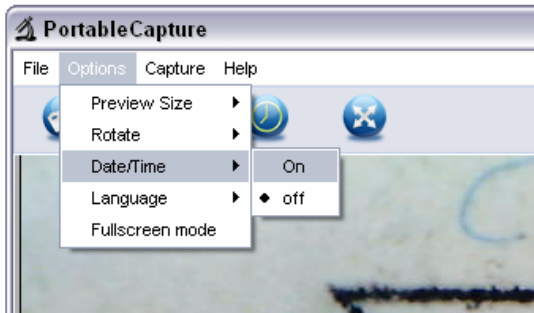 PortableCapture
File Options Capture Help
Preview Size
Rotate
Date/Time
On
Language
off
Fullscreen mode